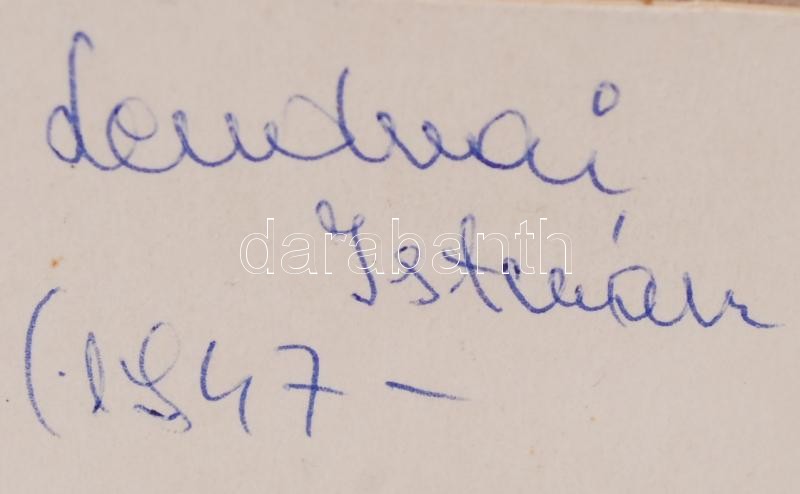 Lendvai
István
darabanth
(1947-